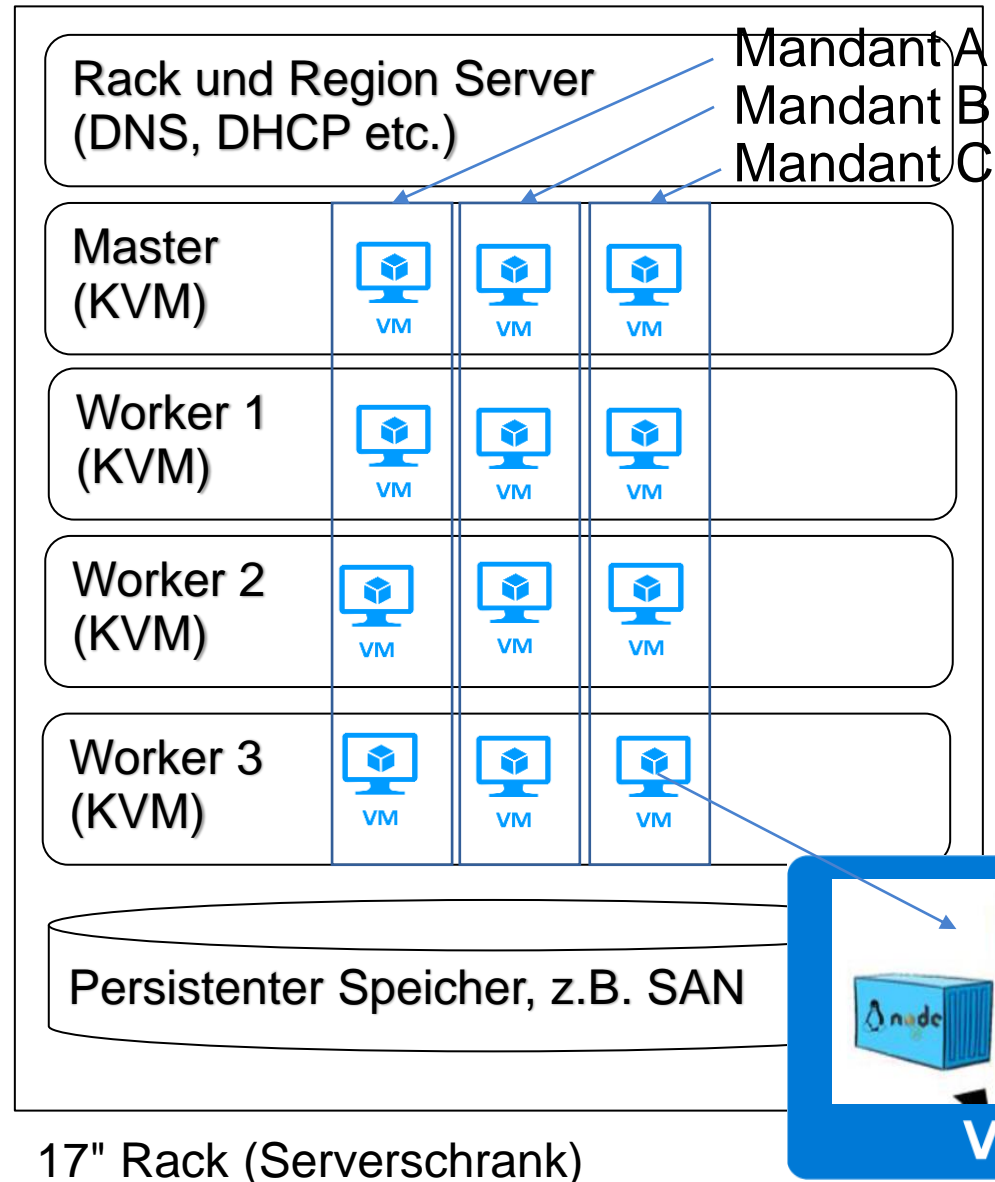 Rack und Region Server
(DNS, DHCP etc.)
Mandant A
Mandant B
Mandant C
Master
(KVM)
VM
VM
VM
Worker 1
(KVM)
VM
VM
VM
Worker 2
(KVM)
VM
VM
VM
Worker 3
(KVM)
VM
VM
VM
Persistenter Speicher, z.B. SAN
node
V
17" Rack (Serverschrank)